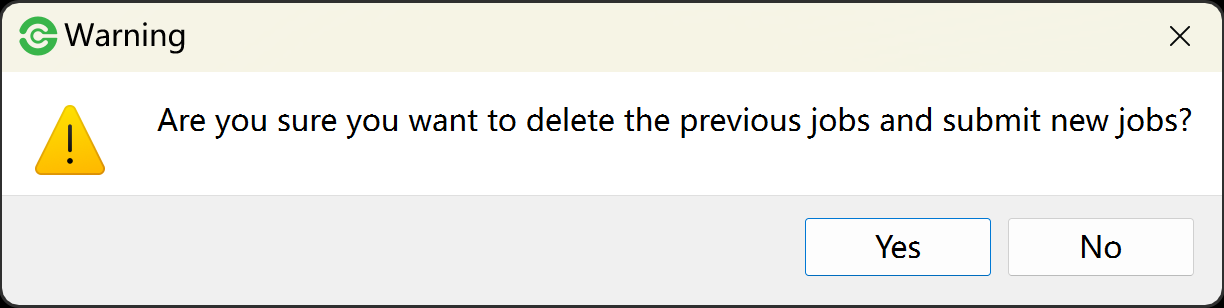 Warning
Are you sure you want to delete the previous jobs and submit new jobs?
Yes No